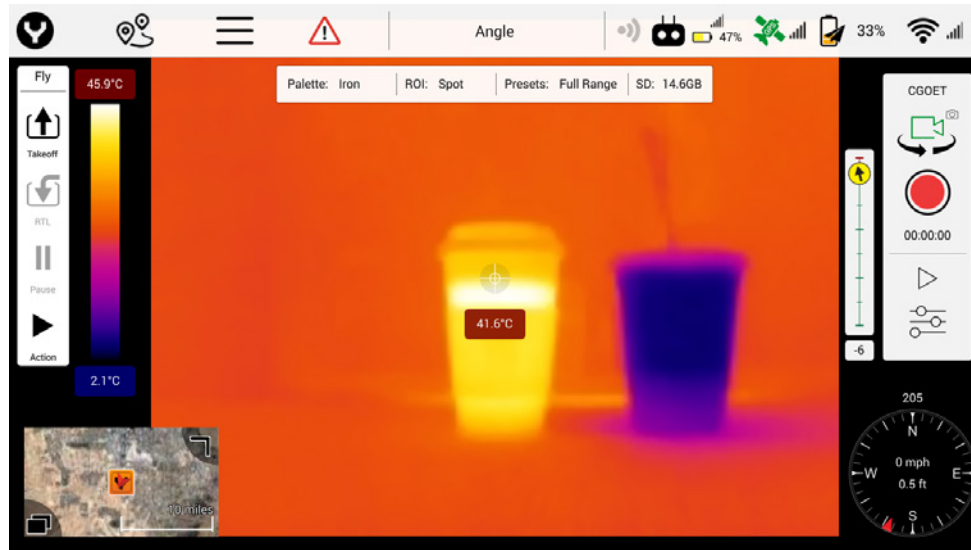 Angle
47%
GPS
33%
Fly
45.9°C
Palette: Iron
ROI: Spot
Presets: Full Range
SD: 14.6GB
CGOET
Takeoff
RTL
00:00:00
Pause
41.6°C
Action
-6
2.1°C
205
N
W
0 mph
E
0.5 ft
S
10 miles